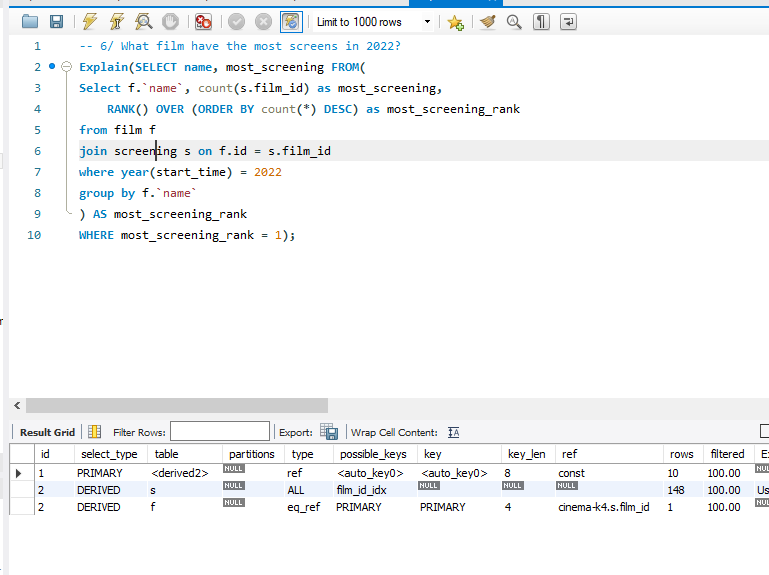 Limit to 1000 rows
1 -- 6/ What film have the most screens in 2022?
2 Explain(SELECT name, most_screening FROM(
3 Select f.`name`, count(s.film_id) as most_screening,
4 RANK() OVER (ORDER BY count(*) DESC) as most_screening_rank
5 from film f
6 join screening s on f.id = s.film_id
7 where year(start_time) = 2022
8 group by f.`name`
9 ) AS most_screening_rank
10 WHERE most_screening_rank = 1);
Result Grid Filter Rows: Export: Wrap Cell Content: IA
id select_type table partitions type possible_keys key key_len ref rows filtered
1 PRIMARY <derived2> NULL ref <auto_key0> <auto_key0> 8 const 10 100.00
2 DERIVED s NULL ALL film_id_idx NULL NULL NULL 148 100.00 Us
2 DERIVED f NULL eq_ref PRIMARY PRIMARY 4 cinema-k4.s.film_id 1 100.00